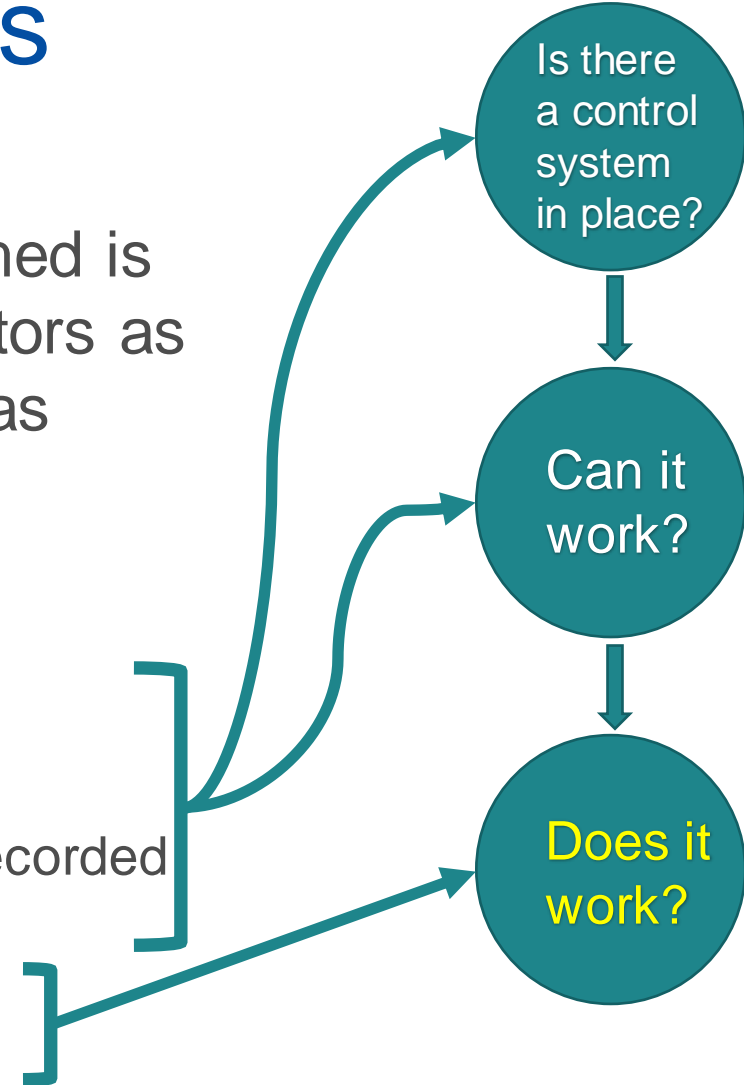 s
ned is
tors as
as
ecorded
Is there
a control
system
in place?
Can it
work?
Does it
work?